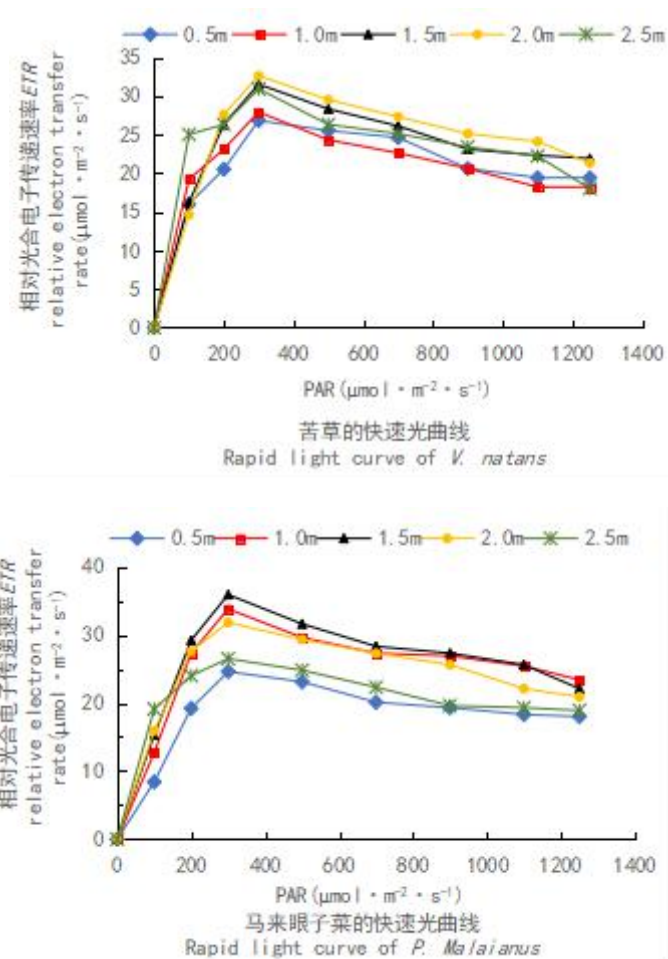 0.5m 1.0m 1.5m 2.0m 2.5m
相对光合电子传递速率ETR
relative electron transfer
rate(μmol·m⁻²·s⁻¹)
35
30
25
20
15
10
5
0
0 200 400 600 800 1000 1200 1400
PAR(μmol·m⁻²·s⁻¹)
苦草的快速光曲线
Rapid light curve of V. natans
0.5m 1.0m 1.5m 2.0m 2.5m
相对光合电子传递速率ETR
relative electron transfer
rate(μmol·m⁻²·s⁻¹)
40
30
20
10
0
0 200 400 600 800 1000 1200 1400
PAR(μmol·m⁻²·s⁻¹)
马来眼子菜的快速光曲线
Rapid light curve of P. Malaianus